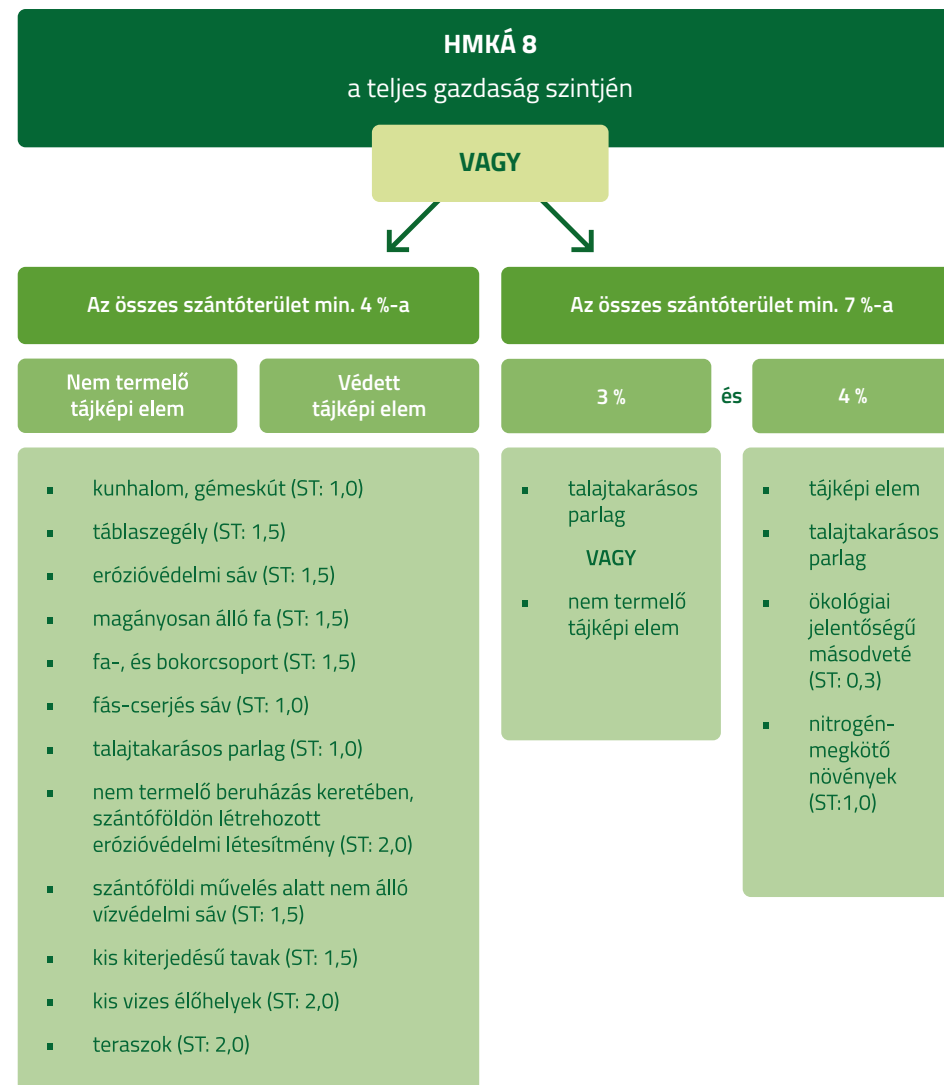 HMKÁ 8
a teljes gazdaság szintjén
VAGY
Az összes szántóterület min. 4 %-a
Nem termelő
tájképi elem
Védett
tájképi elem
▪ kunhalom, gémeskút (ST: 1,0)
▪ táblaszegély (ST: 1,5)
▪ erózióvédelmi sáv (ST: 1,5)
▪ magányosan álló fa (ST: 1,5)
▪ fa-, és bokorcsoport (ST: 1,5)
▪ fás-cserjés sáv (ST: 1,0)
▪ talajtakarásos parlag (ST: 1,0)
▪ nem termelő beruházás keretében,
szántóföldön létrehozott
erózióvédelmi létesítmény (ST: 2,0)
▪ szántóföldi művelés alatt nem álló
vízvédelmi sáv (ST: 1,5)
▪ kis kiterjedésű tavak (ST: 1,5)
▪ kis vizes élőhelyek (ST: 2,0)
▪ teraszok (ST: 2,0)
Az összes szántóterület min. 7 %-a
3 %
és
4 %
▪ talajtakarásos
parlag
VAGY
▪ nem termelő
tájképi elem
▪ tájképi elem
▪ talajtakarásos
parlag
▪ ökológiai
jelentőségű
másodveté
(ST: 0,3)
▪ nitrogén-
megkötő
növények
(ST:1,0)